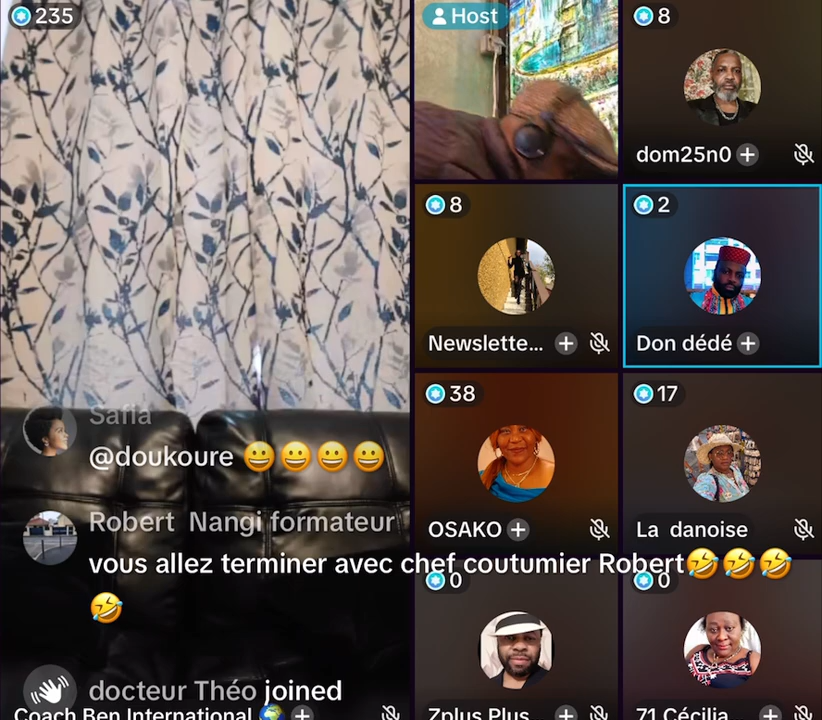 235
Host
8
dom25n0
8
Newslette...
2
Don dédé
38
OSAKO
17
La danoise
Safia
@doukoure 😀😀😀😀
Robert Nangi formateur
vous allez terminer avec chef coutumier Robert🤣🤣🤣
🤣
0
Zplus Plus
0
71 Cécilia
docteur Théo joined
Coach Ben International 🌍